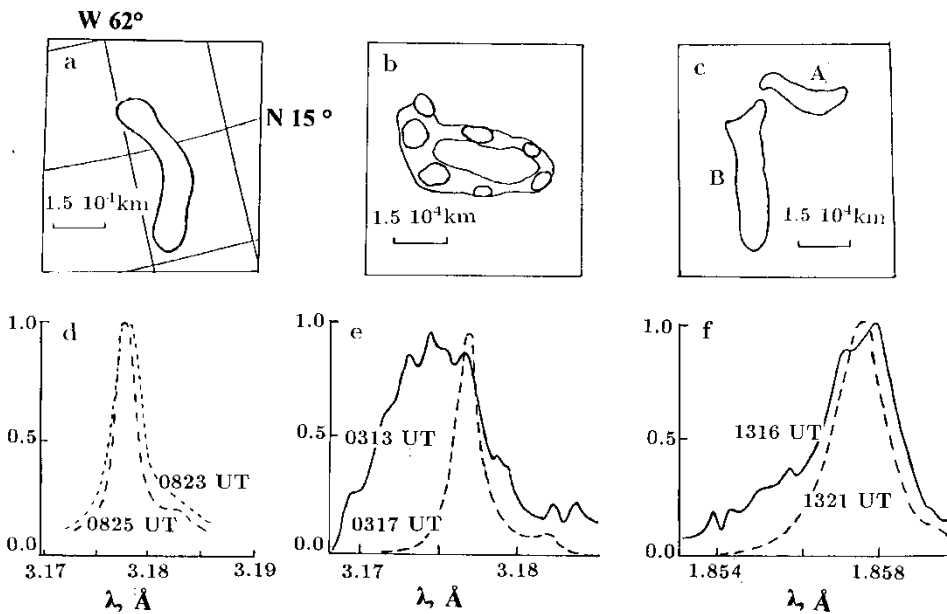 W 62°
a
N 15 °
1.5 10⁴km
b
1.5 10⁴km
c
A
B
1.5 10⁴km
1.0
0.5
0.0
d
0823 UT
0825 UT
3.17 3.18 3.19
λ, Å
1.0
0.5
0.0
e
0313 UT
0317 UT
3.17 3.18
λ, Å
1.0
0.5
0.0
f
1316 UT
1321 UT
1.854 1.858
λ, Å